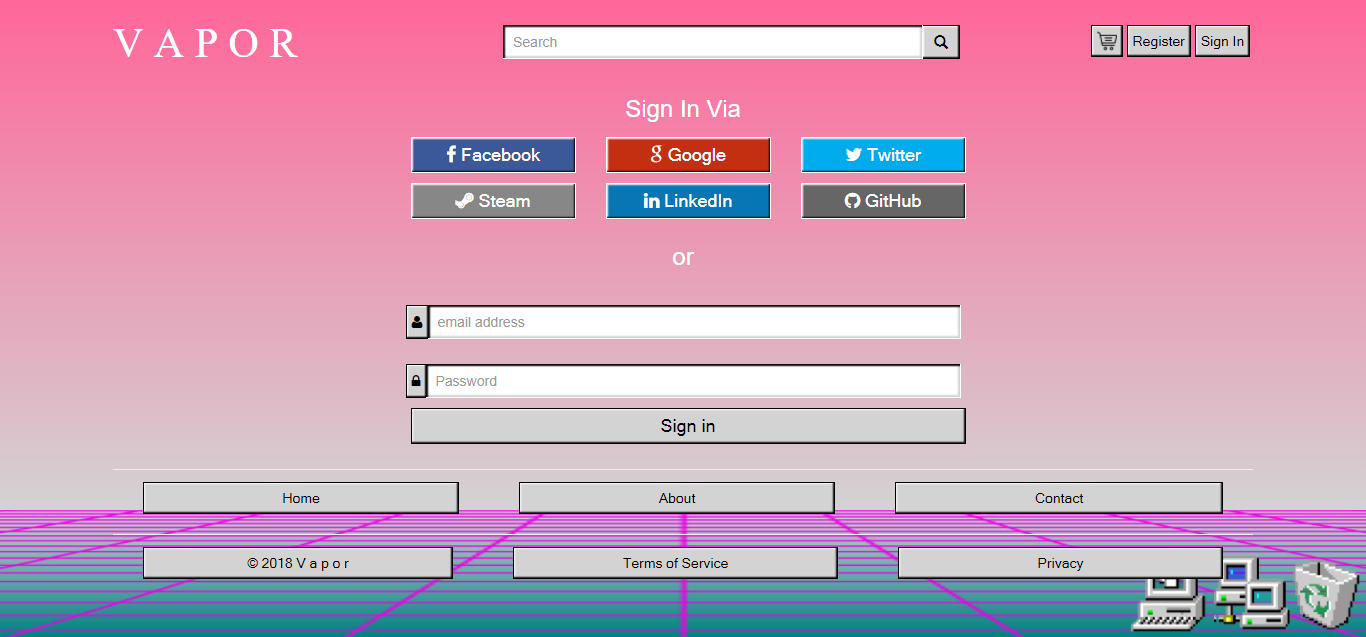 V A P O R
Search
Register
Sign In
Sign In Via
Facebook
Google
Twitter
Steam
LinkedIn
GitHub
or
email address
Password
Sign in
Home
About
Contact
© 2018 V a p o r
Terms of Service
Privacy